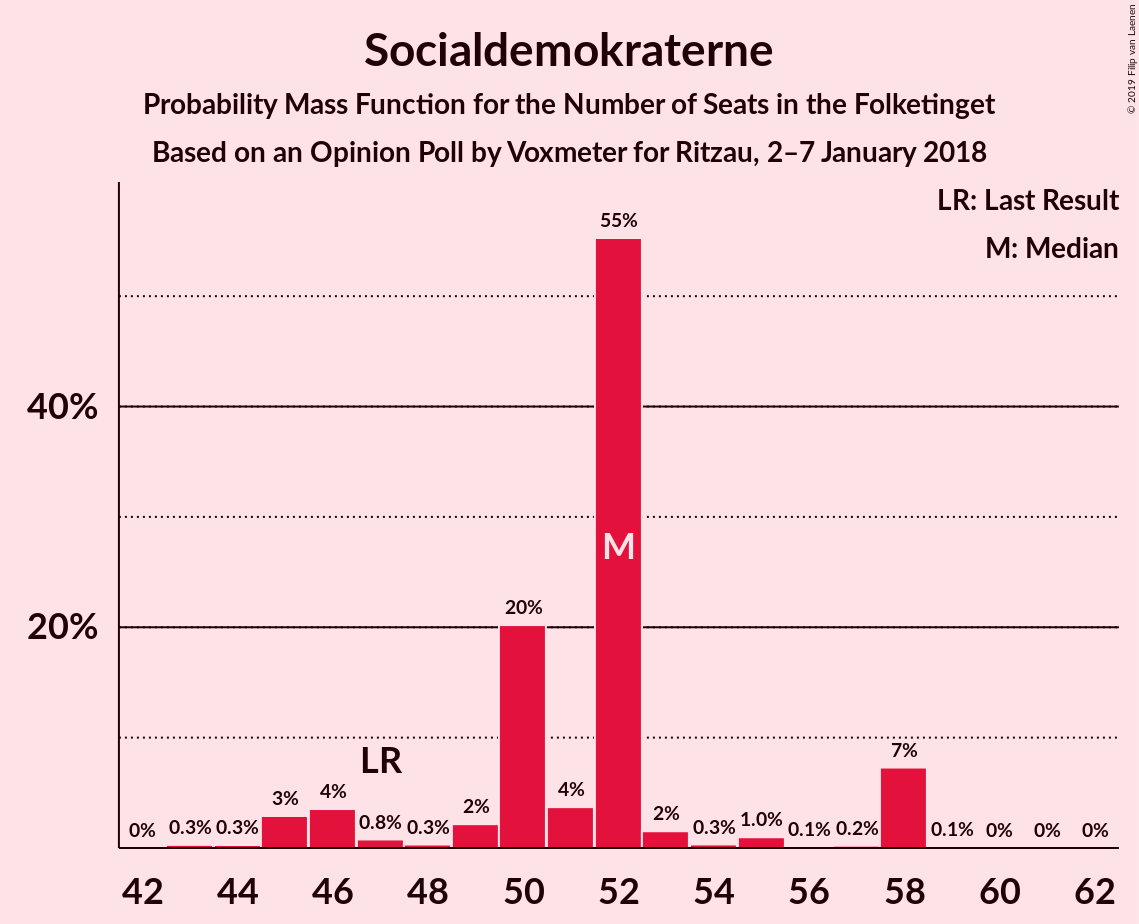 Socialdemokraterne
Probability Mass Function for the Number of Seats in the Folketinget
Based on an Opinion Poll by Voxmeter for Ritzau, 2–7 January 2018
© 2019 Filip van Laenen
LR: Last Result
M: Median
55%
40%
M
20%
20%
LR
7%
3%
4%
0.8%
2%
4%
2%
1.0%
0%
0.3%
0.3%
0.3%
0.3%
0.1%
0.2%
0.1%
0%
0%
0%
42 44 46 48 50 52 54 56 58 60 62